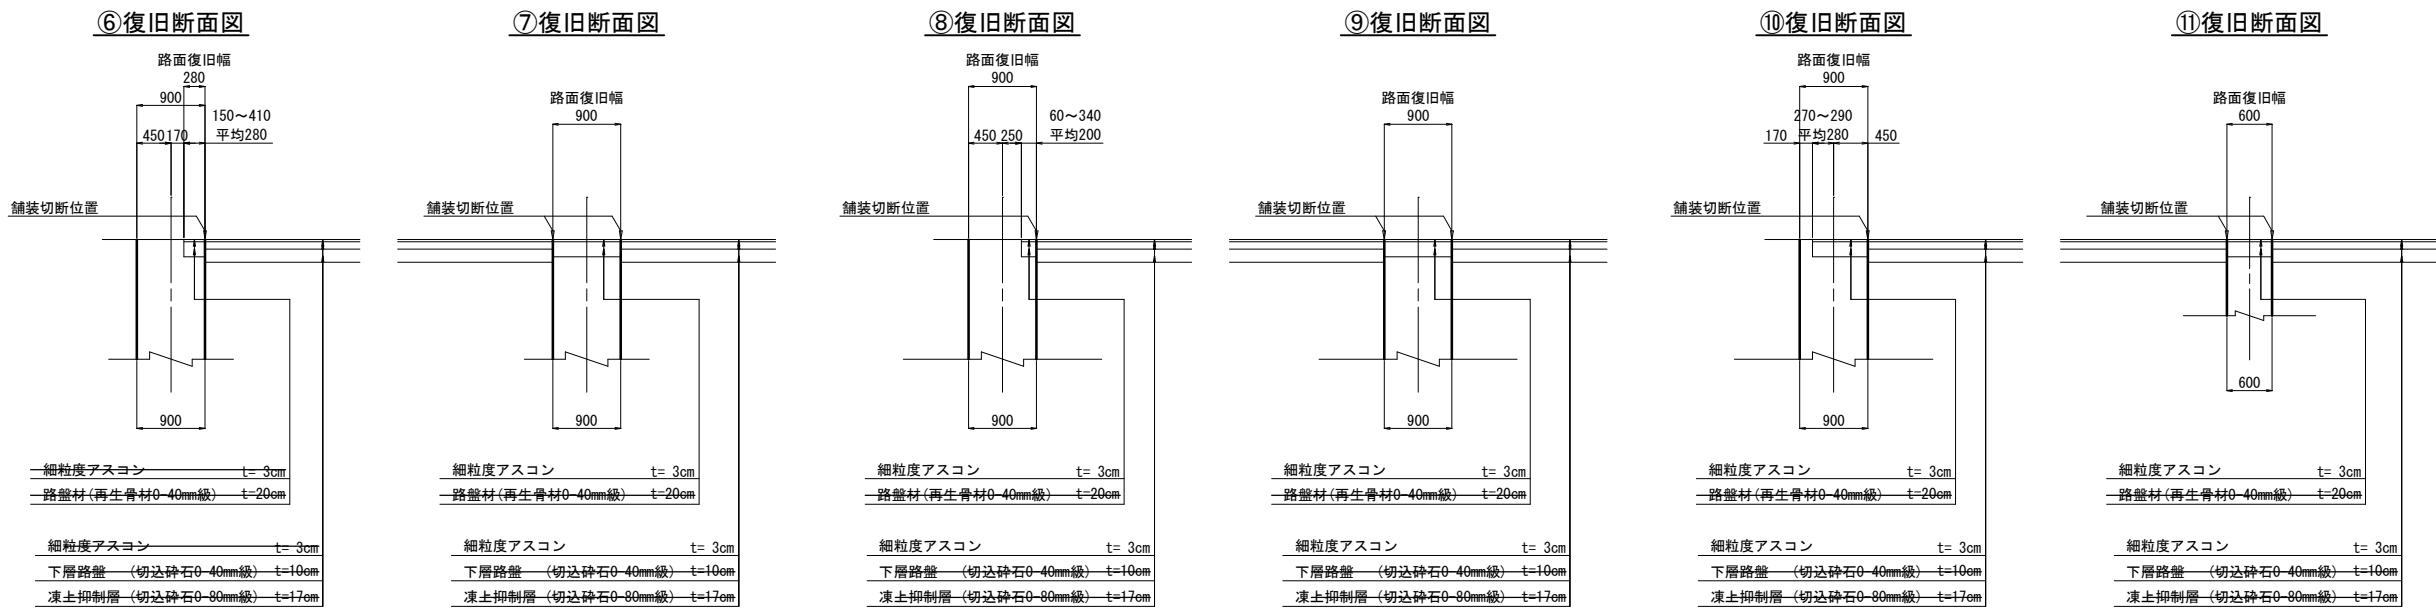 ⑥復旧断面図
路面復旧幅
280
900
150～410
450 170 平均280
舗装切断位置
900
細粒度アスコン t= 3cm
路盤材(再生骨材0-40mm級) t=20cm
細粒度アスコン t= 3cm
下層路盤 (切込砕石0-40mm級) t=10cm
凍上抑制層 (切込砕石0-80mm級) t=17cm
⑦復旧断面図
路面復旧幅
900
舗装切断位置
900
細粒度アスコン t= 3cm
路盤材(再生骨材0-40mm級) t=20cm
細粒度アスコン t= 3cm
下層路盤 (切込砕石0-40mm級) t=10cm
凍上抑制層 (切込砕石0-80mm級) t=17cm
⑧復旧断面図
路面復旧幅
900
60～340
450 250 平均200
舗装切断位置
900
細粒度アスコン t= 3cm
路盤材(再生骨材0-40mm級) t=20cm
細粒度アスコン t= 3cm
下層路盤 (切込砕石0-40mm級) t=10cm
凍上抑制層 (切込砕石0-80mm級) t=17cm
⑨復旧断面図
路面復旧幅
900
舗装切断位置
900
細粒度アスコン t= 3cm
路盤材(再生骨材0-40mm級) t=20cm
細粒度アスコン t= 3cm
下層路盤 (切込砕石0-40mm級) t=10cm
凍上抑制層 (切込砕石0-80mm級) t=17cm
⑩復旧断面図
路面復旧幅
900
270～290
170 平均280 450
舗装切断位置
900
細粒度アスコン t= 3cm
路盤材(再生骨材0-40mm級) t=20cm
細粒度アスコン t= 3cm
下層路盤 (切込砕石0-40mm級) t=10cm
凍上抑制層 (切込砕石0-80mm級) t=17cm
⑪復旧断面図
路面復旧幅
600
舗装切断位置
600
細粒度アスコン t= 3cm
路盤材(再生骨材0-40mm級) t=20cm
細粒度アスコン t= 3cm
下層路盤 (切込砕石0-40mm級) t=10cm
凍上抑制層 (切込砕石0-80mm級) t=17cm